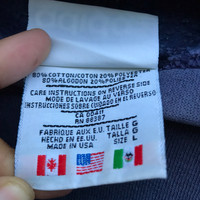 80% COTTON/COTON 20% POLYESTER
80% ALGODON 20% POLIESTER
CARE INSTRUCTIONS ON REVERSE SIDE
MODE DE LAVAGE AU VERSO
INSTRUCCIONES SOBRE CUIDADO EN EL REVERSO
CA 00411
RN 88387
FABRIQUE AUX E.U. TAILLE G
HECHO EN EE.UU. TALLA G
MADE IN USA SIZE L